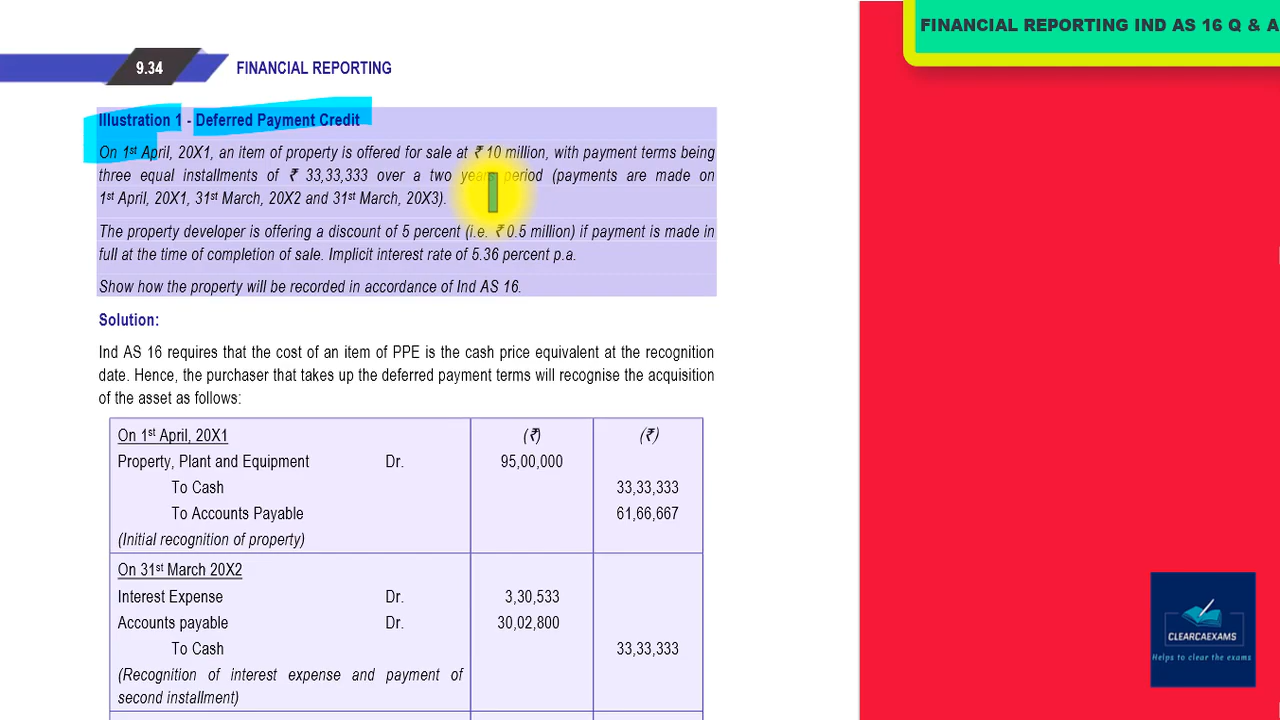 FINANCIAL REPORTING IND AS 16 Q & A
9.34 FINANCIAL REPORTING
Illustration 1 - Deferred Payment Credit
On 1st April, 20X1, an item of property is offered for sale at ₹ 10 million, with payment terms being
three equal installments of ₹ 33,33,333 over a two years period (payments are made on
1st April, 20X1, 31st March, 20X2 and 31st March, 20X3).
The property developer is offering a discount of 5 percent (i.e. ₹ 0.5 million) if payment is made in
full at the time of completion of sale. Implicit interest rate of 5.36 percent p.a.
Show how the property will be recorded in accordance of Ind AS 16.
Solution:
Ind AS 16 requires that the cost of an item of PPE is the cash price equivalent at the recognition
date. Hence, the purchaser that takes up the deferred payment terms will recognise the acquisition
of the asset as follows:
On 1st April, 20X1 (₹) (₹)
Property, Plant and Equipment Dr. 95,00,000
To Cash 33,33,333
To Accounts Payable 61,66,667
(Initial recognition of property)
On 31st March 20X2
Interest Expense Dr. 3,30,533
Accounts payable Dr. 30,02,800
To Cash 33,33,333
(Recognition of interest expense and payment of
second installment)
CLEARCAEXAMS
Helps to clear the exams